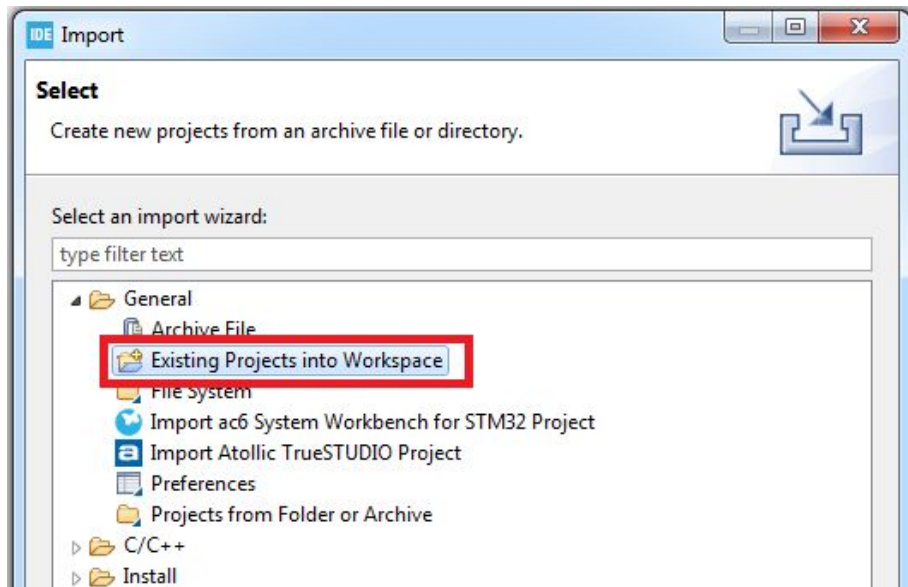 IDE Import
X
Select
Create new projects from an archive file or directory.
Select an import wizard:
type filter text
General
Archive File
Existing Projects into Workspace
File System
Import ac6 System Workbench for STM32 Project
a Import Atollic TrueSTUDIO Project
Preferences
Projects from Folder or Archive
C/C++
Install